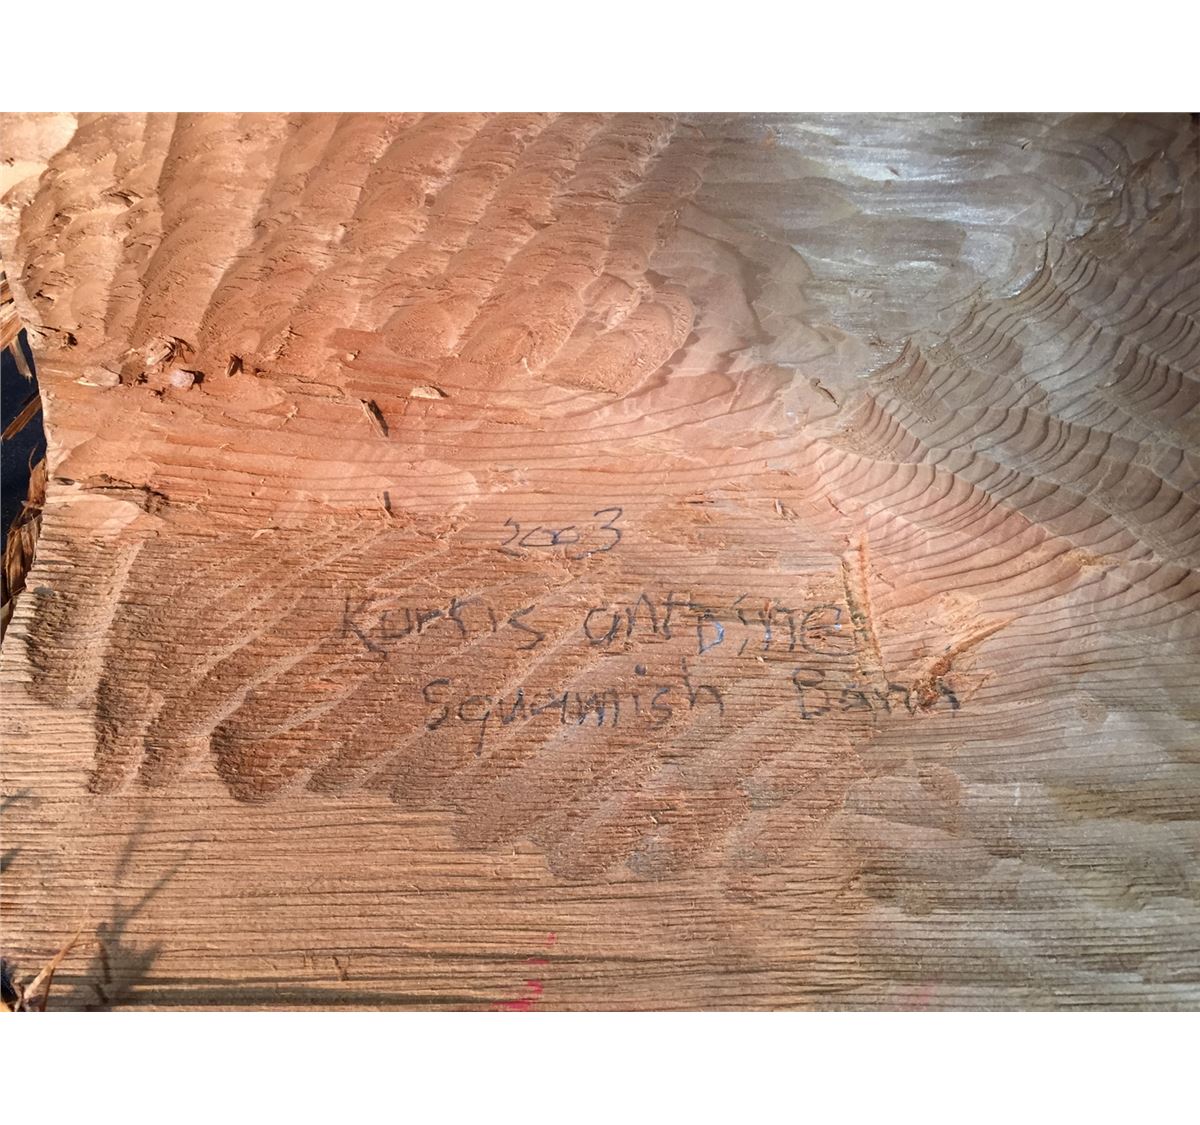 2003
Kurtis antoine
Squamish Band